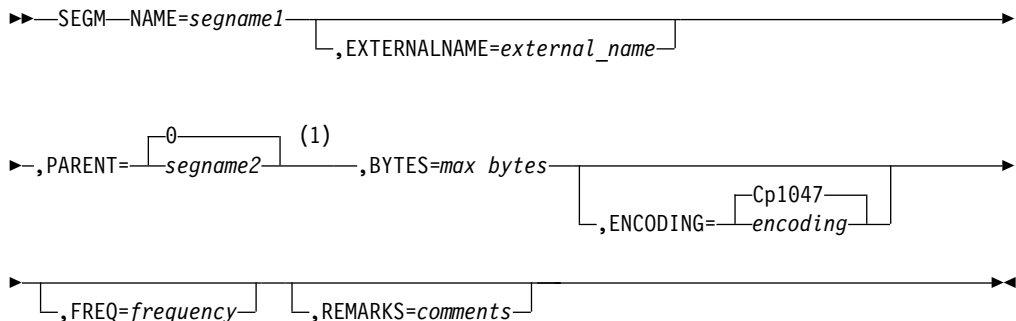 SEGM NAME=segname1
,EXTERNALNAME=external_name
0 (1)
,PARENT= segname2 ,BYTES=max bytes
Cp1047
,ENCODING= encoding
,FREQ=frequency ,REMARKS=comments